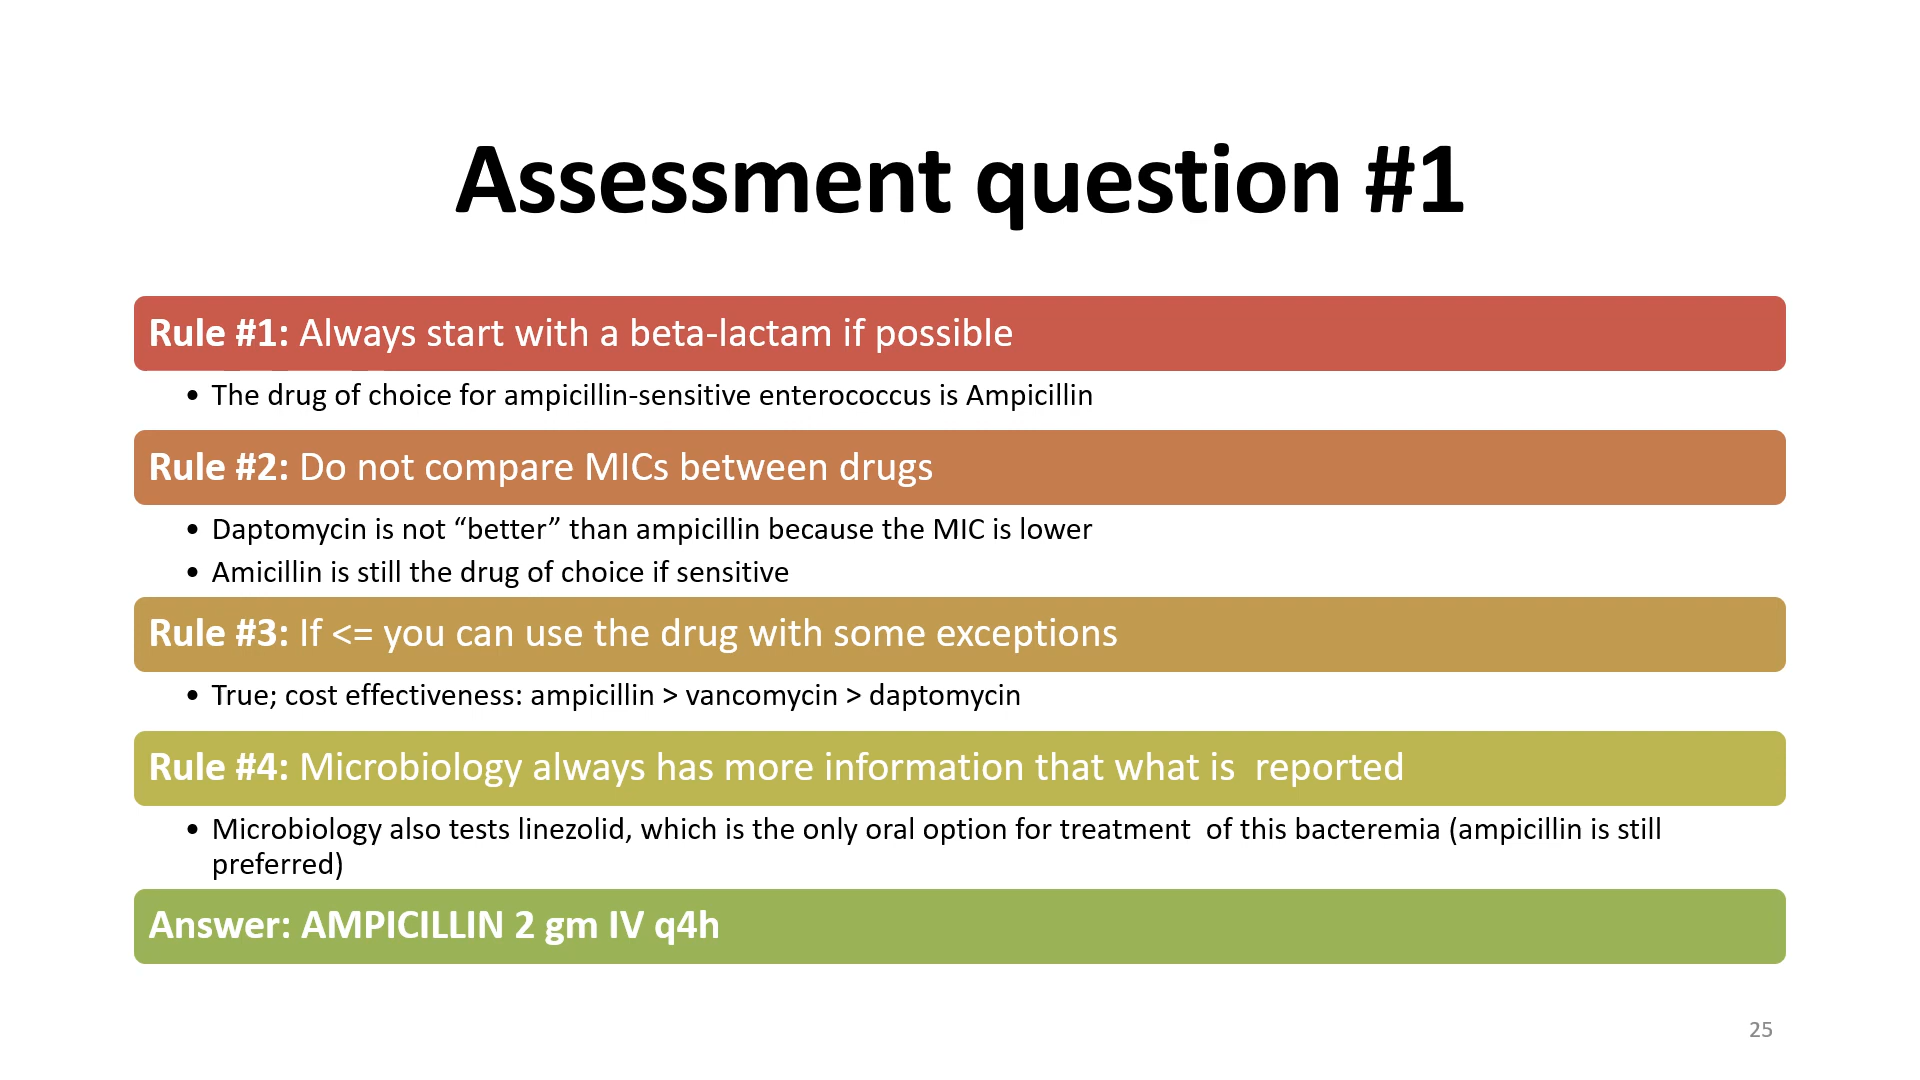 Assessment question #1
Rule #1: Always start with a beta-lactam if possible
• The drug of choice for ampicillin-sensitive enterococcus is Ampicillin
Rule #2: Do not compare MICs between drugs
• Daptomycin is not “better” than ampicillin because the MIC is lower
• Amicillin is still the drug of choice if sensitive
Rule #3: If <= you can use the drug with some exceptions
• True; cost effectiveness: ampicillin > vancomycin > daptomycin
Rule #4: Microbiology always has more information that what is  reported
• Microbiology also tests linezolid, which is the only oral option for treatment  of this bacteremia (ampicillin is still
preferred)
Answer: AMPICILLIN 2 gm IV q4h
25